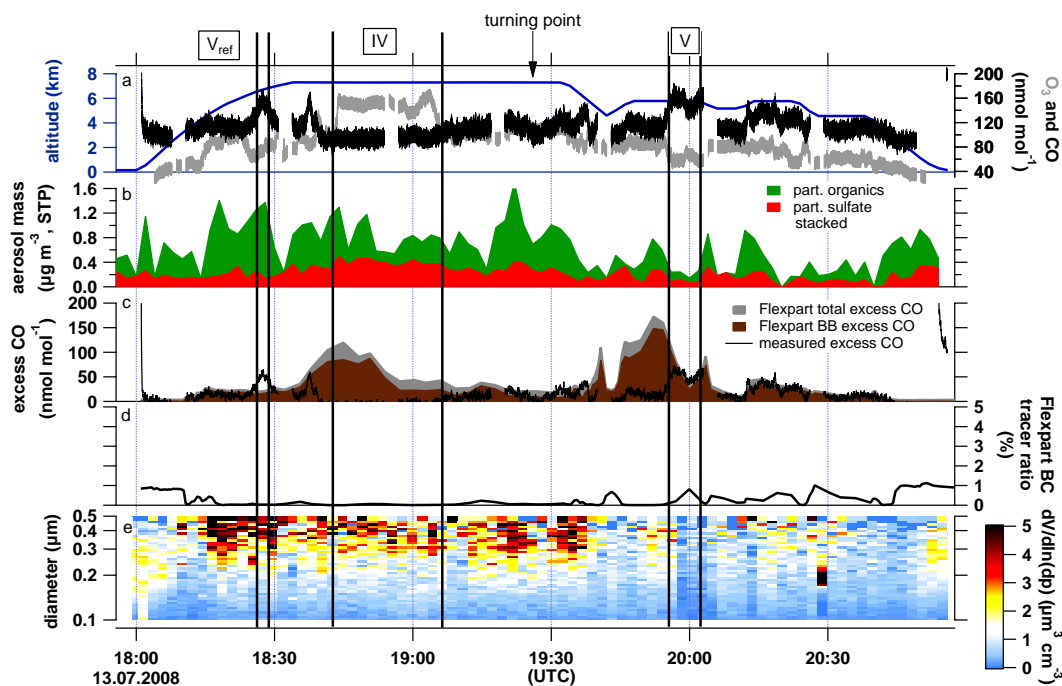 turning point
V_ref
IV
V
a
8
6
4
2
0
altitude (km)
200
160
120
80
40
O₃ and CO
(nmol mol⁻¹)
b
1.6
1.2
0.8
0.4
0.0
aerosol mass
(µg m⁻³, STP)
part. organics
part. sulfate
stacked
c
200
150
100
50
0
excess CO
(nmol mol⁻¹)
Flexpart total excess CO
Flexpart BB excess CO
measured excess CO
d
5
4
3
2
1
0
Flexpart BC
tracer ratio
(%)
e
0.5
0.4
0.3
0.2
0.1
diameter (µm)
5
4
3
2
1
0
dV/dln(dp) (µm³ cm⁻³)
18:00
18:30
19:00
19:30
20:00
20:30
13.07.2008
(UTC)